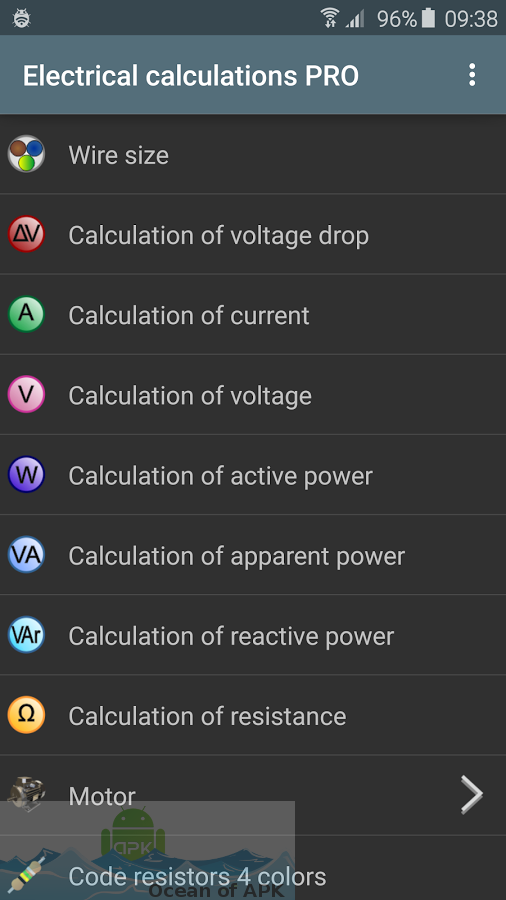 96% 09:38
Electrical calculations PRO
Wire size
ΔV Calculation of voltage drop
A Calculation of current
V Calculation of voltage
W Calculation of active power
VA Calculation of apparent power
VAr Calculation of reactive power
Ω Calculation of resistance
Motor
APK
Code resistors 4 colors
Ocean of APK